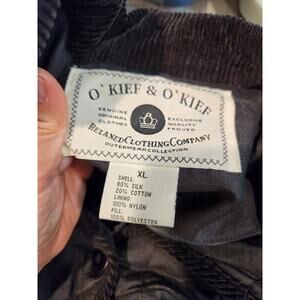 O'KIEF & O'KIEF
GENUINE
ORIGINAL
CLOTHES
EXCLUSIVE
QUALITY
PROVED
RELAXED CLOTHING COMPANY
OUTERWEAR COLLECTION
XL
SHELL:
80% SILK
20% COTTON
LINING:
100% NYLON
FILL:
100% POLYESTER